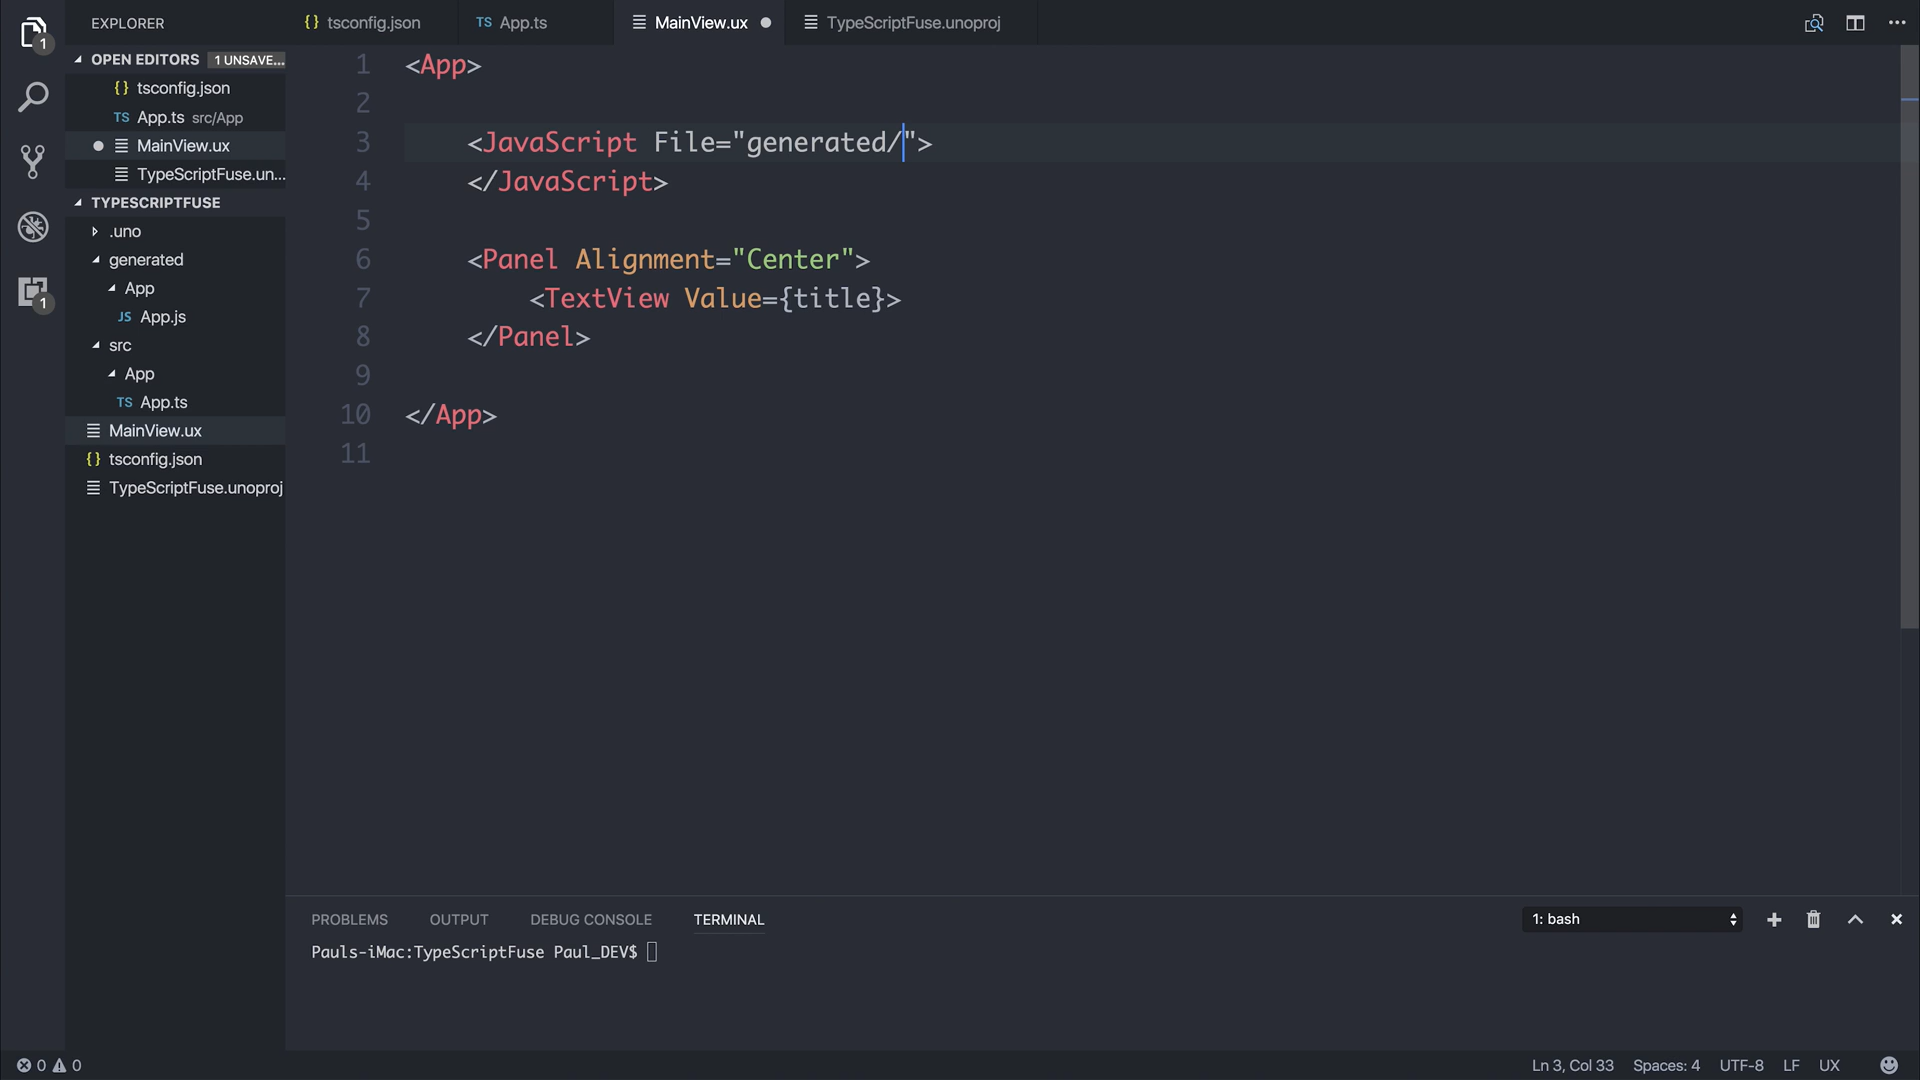 EXPLORER
{} tsconfig.json
TS App.ts
MainView.ux
TypeScriptFuse.unoproj
1
OPEN EDITORS 1 UNSAVE...
{} tsconfig.json
TS App.ts src/App
MainView.ux
TypeScriptFuse.un...
TYPESCRIPTFUSE
.uno
generated
App
JS App.js
src
App
TS App.ts
MainView.ux
{} tsconfig.json
TypeScriptFuse.unoproj
1
1 <App>
2
3 <JavaScript File="generated/">
4 </JavaScript>
5
6 <Panel Alignment="Center">
7 <TextView Value={title}>
8 </Panel>
9
10 </App>
11
PROBLEMS OUTPUT DEBUG CONSOLE TERMINAL 1: bash
Pauls-iMac:TypeScriptFuse Paul_DEV$
0 0 Ln 3, Col 33 Spaces: 4 UTF-8 LF UX